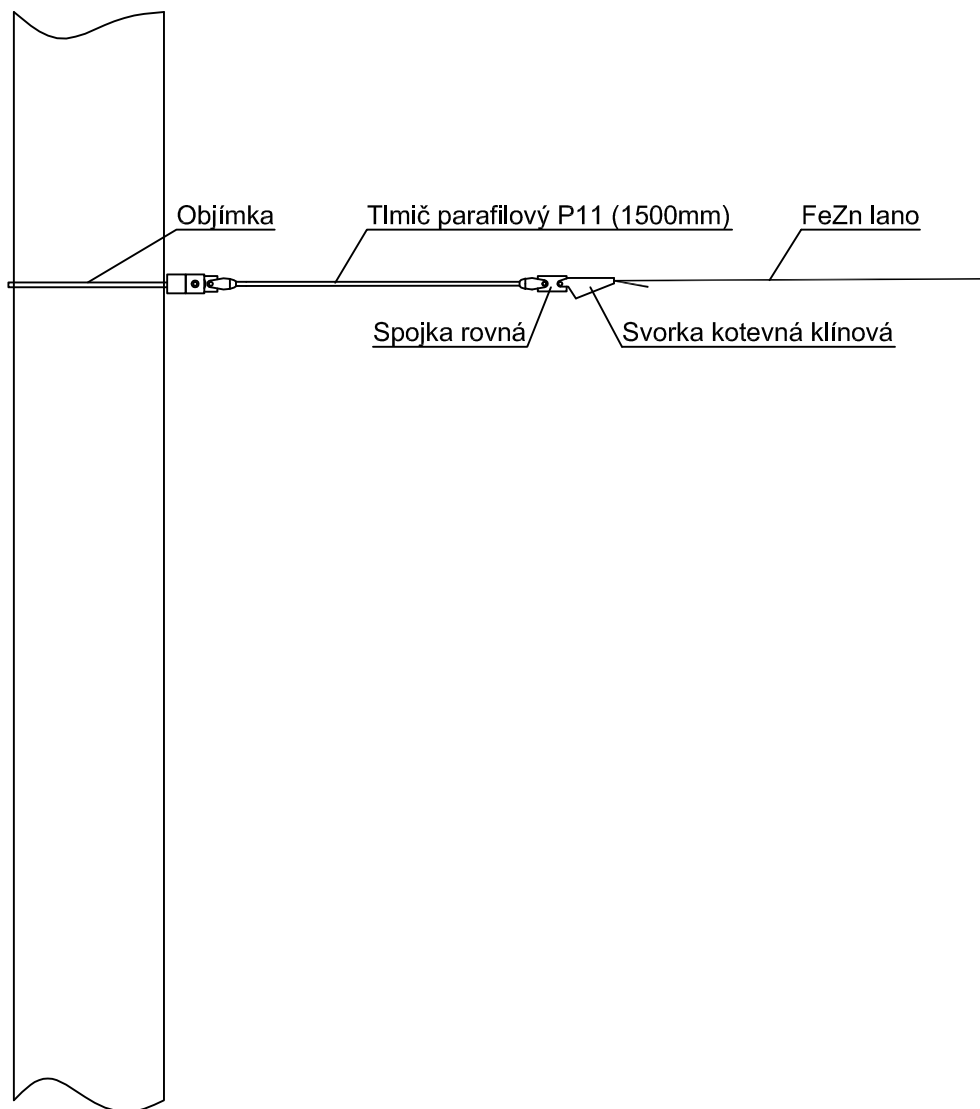 Objímka
Tlmič parafilový P11 (1500mm)
FeZn lano
Spojka rovná
Svorka kotevná klínová